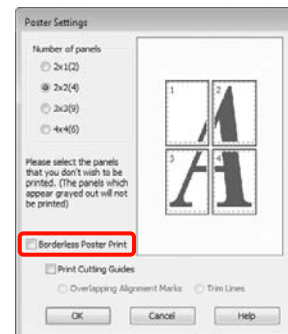 Poster Settings
Number of panels
2x1(2)
2x2(4)
3x3(9)
4x4(6)
1 2
3 4
Please select the panels
that you don't wish to be
printed. (The panels which
appear grayed out will not
be printed)
Borderless Poster Print
Print Cutting Guides
Overlapping Alignment Marks Trim Lines
OK Cancel Help